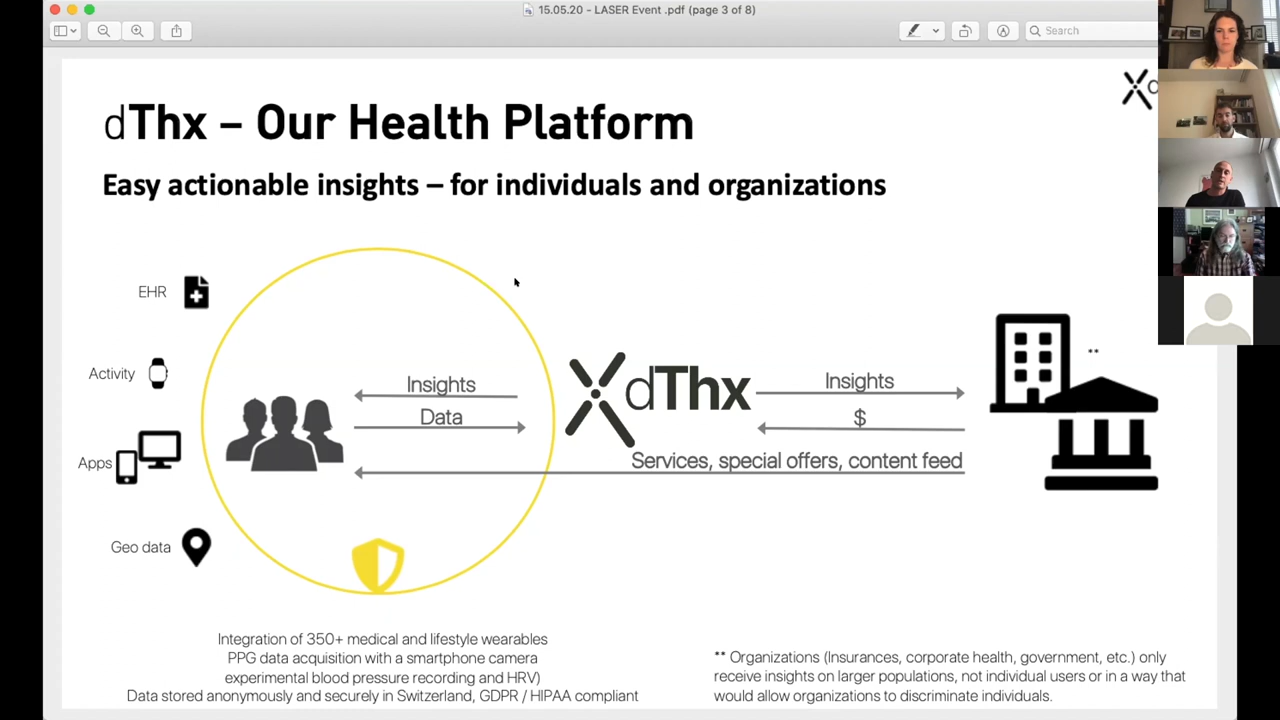 15.05.20 - LASER Event .pdf (page 3 of 8)
Search
d
dThx – Our Health Platform
Easy actionable insights – for individuals and organizations
EHR
Activity
Apps
Geo data
Insights
Data
dThx
Insights
$
Services, special offers, content feed
**
Integration of 350+ medical and lifestyle wearables
PPG data acquisition with a smartphone camera
experimental blood pressure recording and HRV)
Data stored anonymously and securely in Switzerland, GDPR / HIPAA compliant
** Organizations (Insurances, corporate health, government, etc.) only
receive insights on larger populations, not individual users or in a way that
would allow organizations to discriminate individuals.